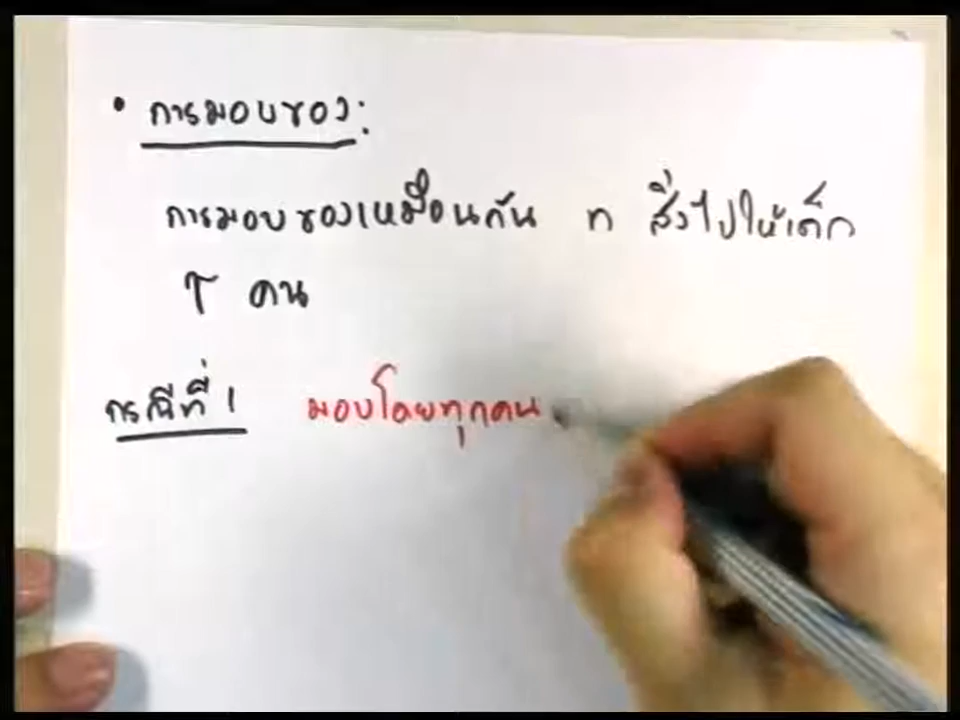 • การมอบของ:
การมอบของเหมือนกัน n สิ่งไปให้เด็ก
r คน
กรณีที่ 1 มอบโดยทุกคน